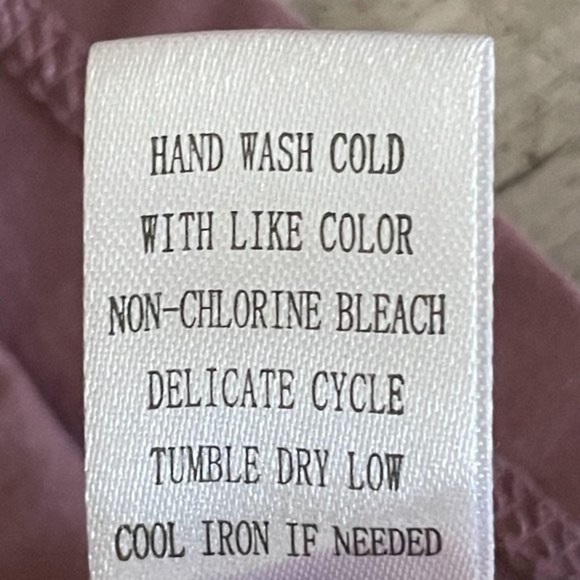 HAND WASH COLD
WITH LIKE COLOR
NON-CHLORINE BLEACH
DELICATE CYCLE
TUMBLE DRY LOW
COOL IRON IF NEEDED